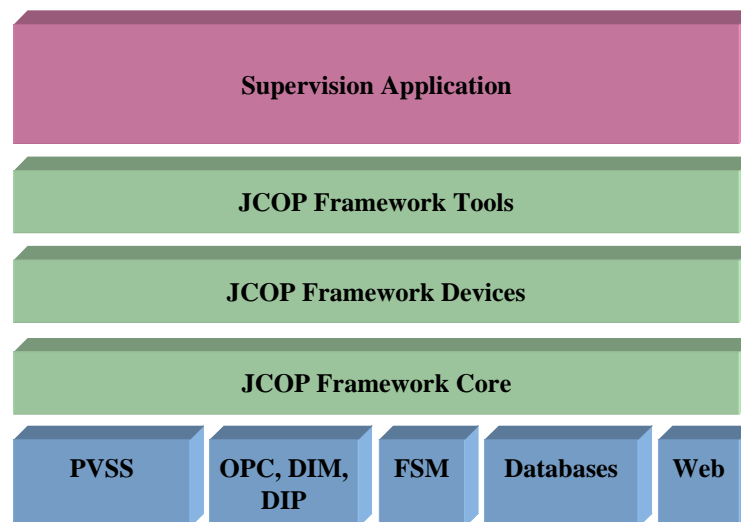 Supervision Application
JCOP Framework Tools
JCOP Framework Devices
JCOP Framework Core
PVSS
OPC, DIM,
DIP
FSM
Databases
Web